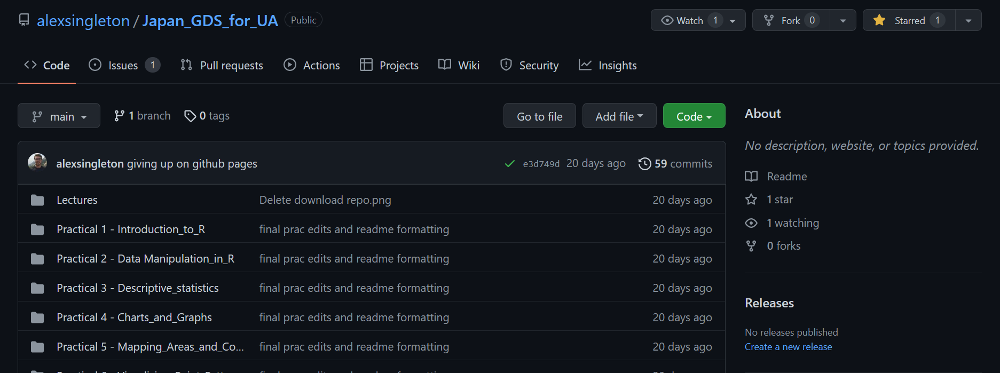 alexsingleton / Japan_GDS_for_UA Public Watch 1 Fork 0 Starred 1
Code Issues 1 Pull requests Actions Projects Wiki Security Insights
main 1 branch 0 tags Go to file Add file Code
alexsingleton giving up on github pages e3d749d 20 days ago 59 commits
Lectures Delete download repo.png 20 days ago
Practical 1 - Introduction_to_R final prac edits and readme formatting 20 days ago
Practical 2 - Data Manipulation_in_R final prac edits and readme formatting 20 days ago
Practical 3 - Descriptive_statistics final prac edits and readme formatting 20 days ago
Practical 4 - Charts_and_Graphs final prac edits and readme formatting 20 days ago
Practical 5 - Mapping_Areas_and_Co... final prac edits and readme formatting 20 days ago
About
No description, website, or topics provided.
Readme
1 star
1 watching
0 forks
Releases
No releases published
Create a new release